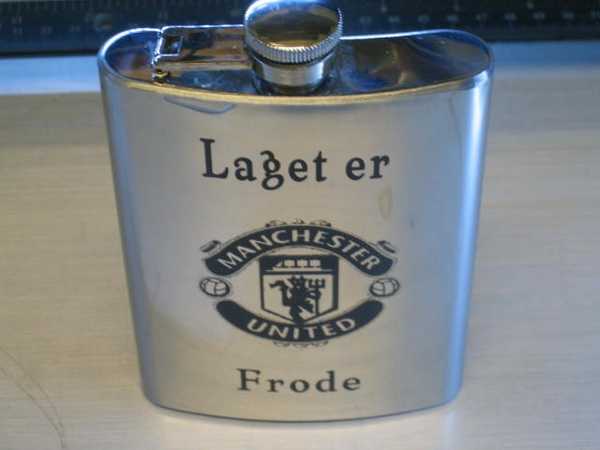 Laget er
MANCHESTER
UNITED
Frode